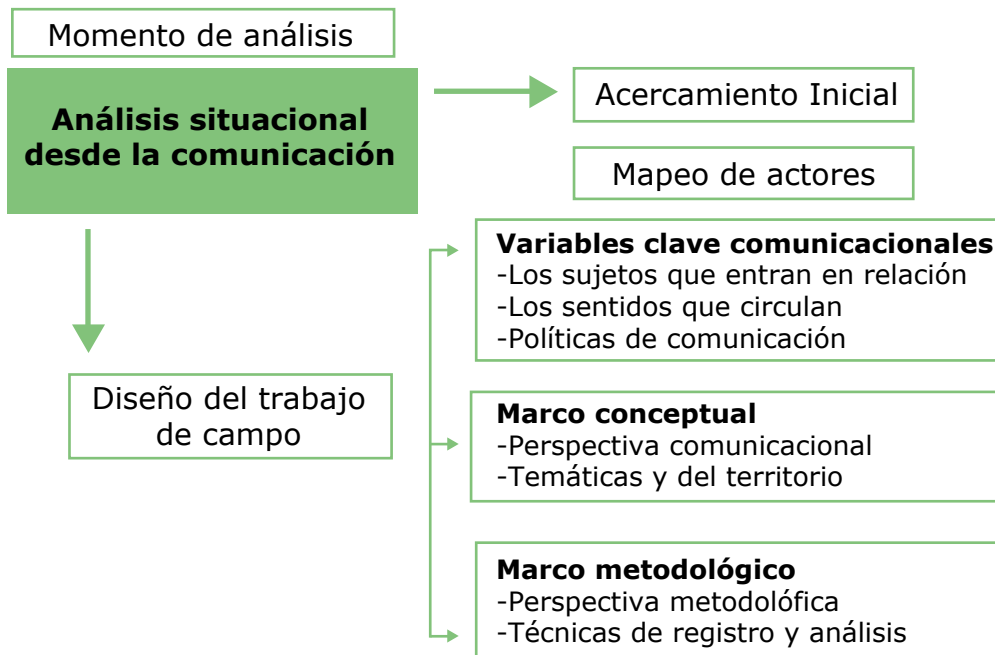 Momento de análisis
Análisis situacional
desde la comunicación
Acercamiento Inicial
Mapeo de actores
Diseño del trabajo
de campo
Variables clave comunicacionales
-Los sujetos que entran en relación
-Los sentidos que circulan
-Políticas de comunicación
Marco conceptual
-Perspectiva comunicacional
-Temáticas y del territorio
Marco metodológico
-Perspectiva metodolófica
-Técnicas de registro y análisis